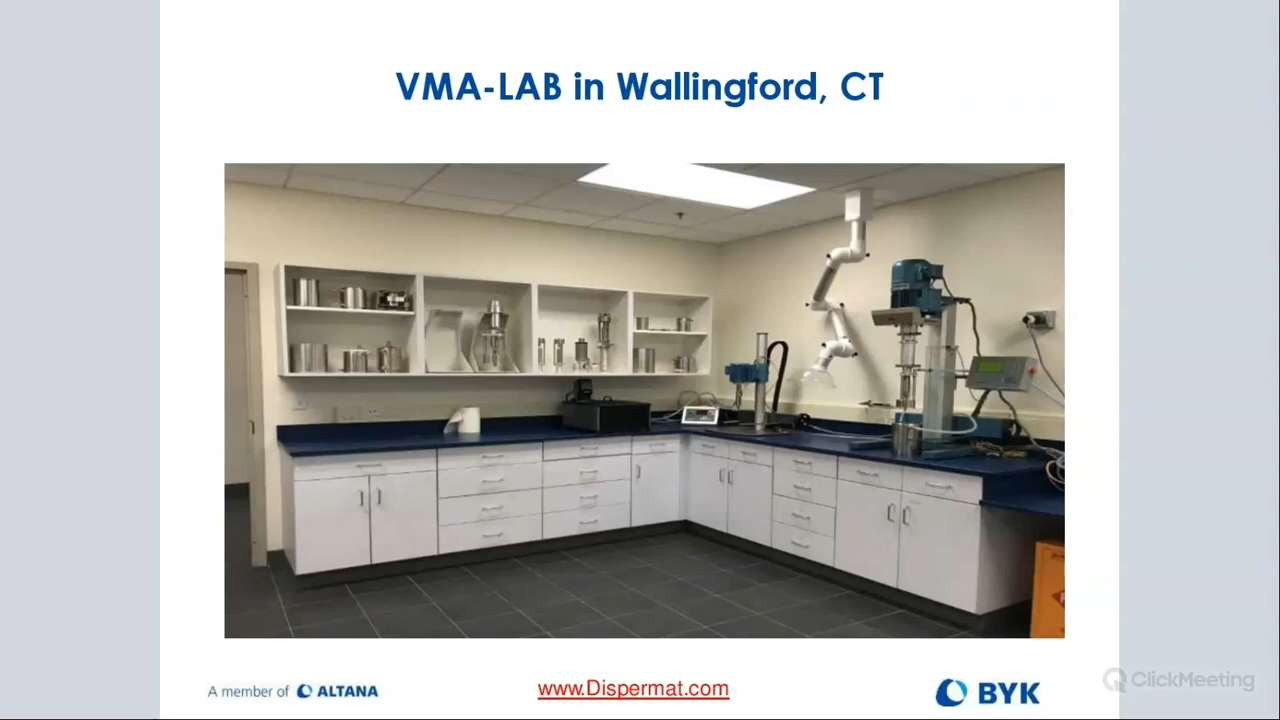 VMA-LAB in Wallingford, CT
A member of ALTANA
www.Dispermat.com
BYK
ClickMeeting